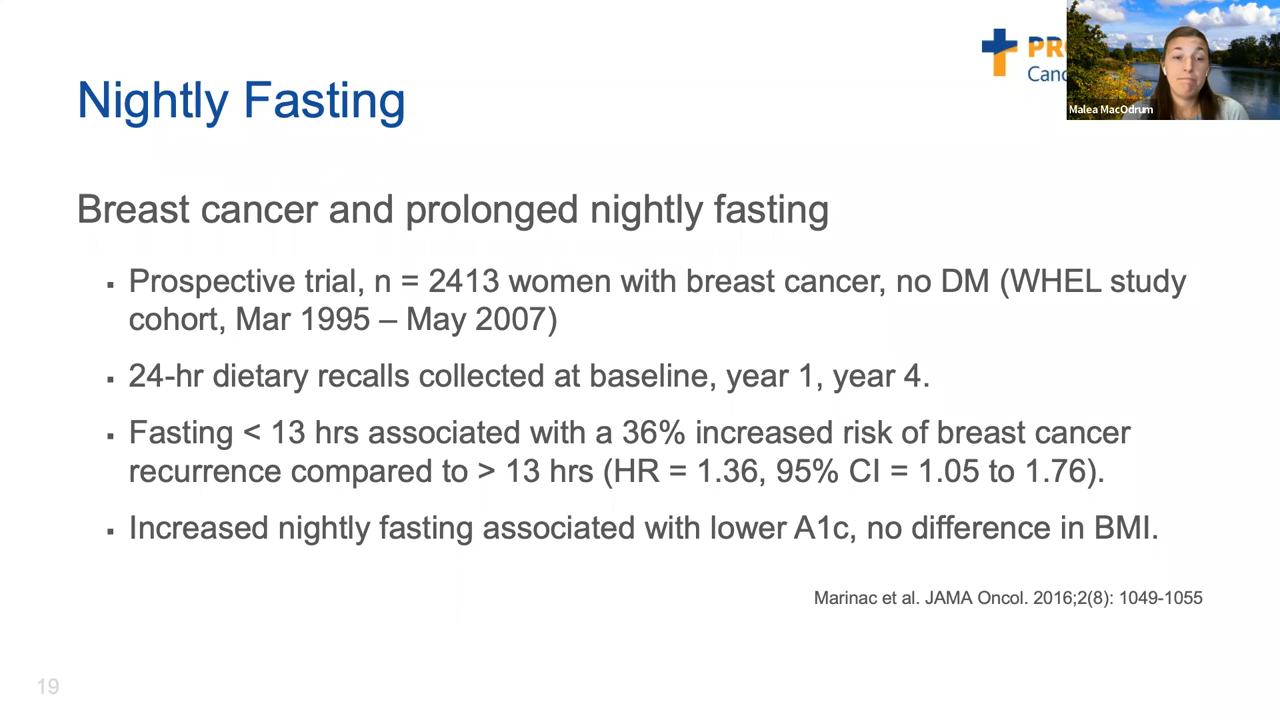 Nightly Fasting
Malea MacOdrum
Breast cancer and prolonged nightly fasting
▪ Prospective trial, n = 2413 women with breast cancer, no DM (WHEL study
cohort, Mar 1995 – May 2007)
▪ 24-hr dietary recalls collected at baseline, year 1, year 4.
▪ Fasting < 13 hrs associated with a 36% increased risk of breast cancer
recurrence compared to > 13 hrs (HR = 1.36, 95% CI = 1.05 to 1.76).
▪ Increased nightly fasting associated with lower A1c, no difference in BMI.
Marinac et al. JAMA Oncol. 2016;2(8): 1049-1055
19